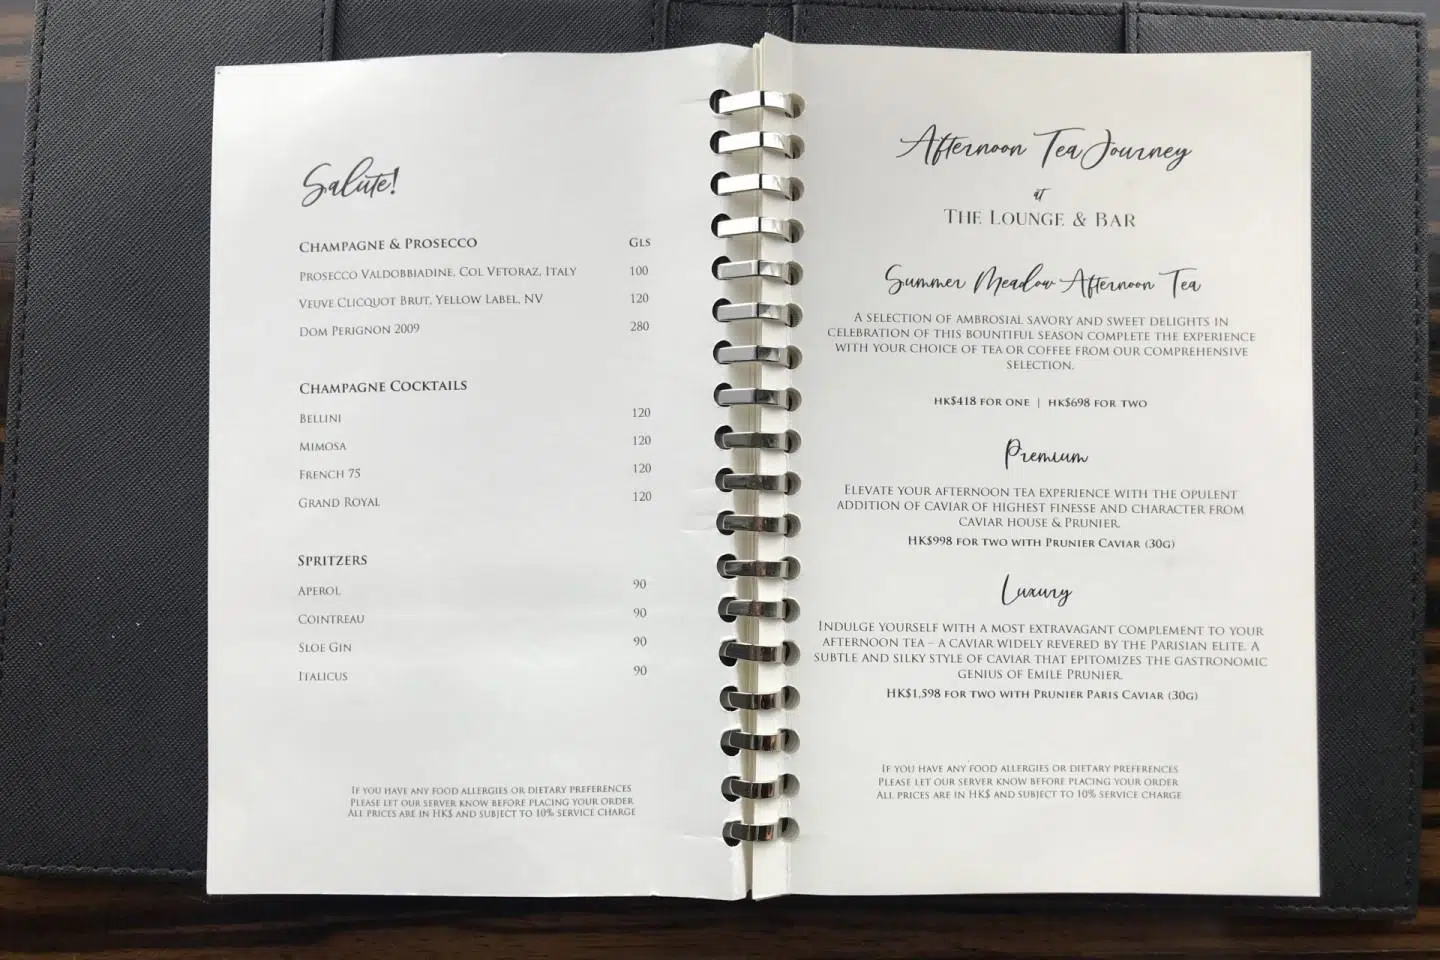 Salute!
CHAMPAGNE & PROSECCO GLS
PROSECCO VALDOBBIADINE, COL VETORAZ, ITALY 100
VEUVE CLICQUOT BRUT, YELLOW LABEL, NV 120
DOM PERIGNON 2009 280
CHAMPAGNE COCKTAILS
BELLINI 120
MIMOSA 120
FRENCH 75 120
GRAND ROYAL 120
SPRITZERS
APEROL 90
COINTREAU 90
SLOE GIN 90
ITALICUS 90
IF YOU HAVE ANY FOOD ALLERGIES OR DIETARY PREFERENCES
PLEASE LET OUR SERVER KNOW BEFORE PLACING YOUR ORDER
ALL PRICES ARE IN HK$ AND SUBJECT TO 10% SERVICE CHARGE
Afternoon Tea Journey
at
THE LOUNGE & BAR
Summer Meadow Afternoon Tea
A SELECTION OF AMBROSIAL SAVORY AND SWEET DELIGHTS IN
CELEBRATION OF THIS BOUNTIFUL SEASON COMPLETE THE EXPERIENCE
WITH YOUR CHOICE OF TEA OR COFFEE FROM OUR COMPREHENSIVE
SELECTION.
HK$418 FOR ONE | HK$698 FOR TWO
Premium
ELEVATE YOUR AFTERNOON TEA EXPERIENCE WITH THE OPULENT
ADDITION OF CAVIAR OF HIGHEST FINESSE AND CHARACTER FROM
CAVIAR HOUSE & PRUNIER.
HK$998 FOR TWO WITH PRUNIER CAVIAR (30G)
Luxury
INDULGE YOURSELF WITH A MOST EXTRAVAGANT COMPLEMENT TO YOUR
AFTERNOON TEA – A CAVIAR WIDELY REVERED BY THE PARISIAN ELITE. A
SUBTLE AND SILKY STYLE OF CAVIAR THAT EPITOMIZES THE GASTRONOMIC
GENIUS OF EMILE PRUNIER.
HK$1,598 FOR TWO WITH PRUNIER PARIS CAVIAR (30G)
IF YOU HAVE ANY FOOD ALLERGIES OR DIETARY PREFERENCES
PLEASE LET OUR SERVER KNOW BEFORE PLACING YOUR ORDER
ALL PRICES ARE IN HK$ AND SUBJECT TO 10% SERVICE CHARGE